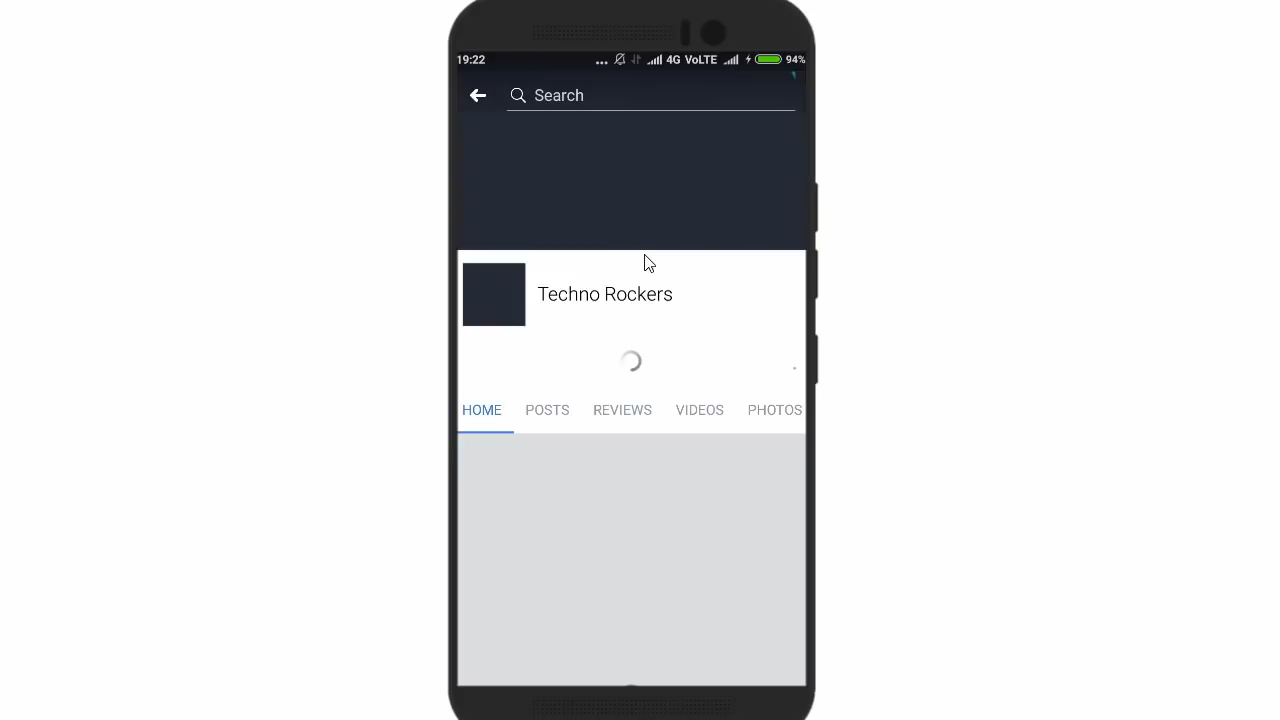 19:22 ... 4G VoLTE 94%
Search
Techno Rockers
HOME POSTS REVIEWS VIDEOS PHOTOS